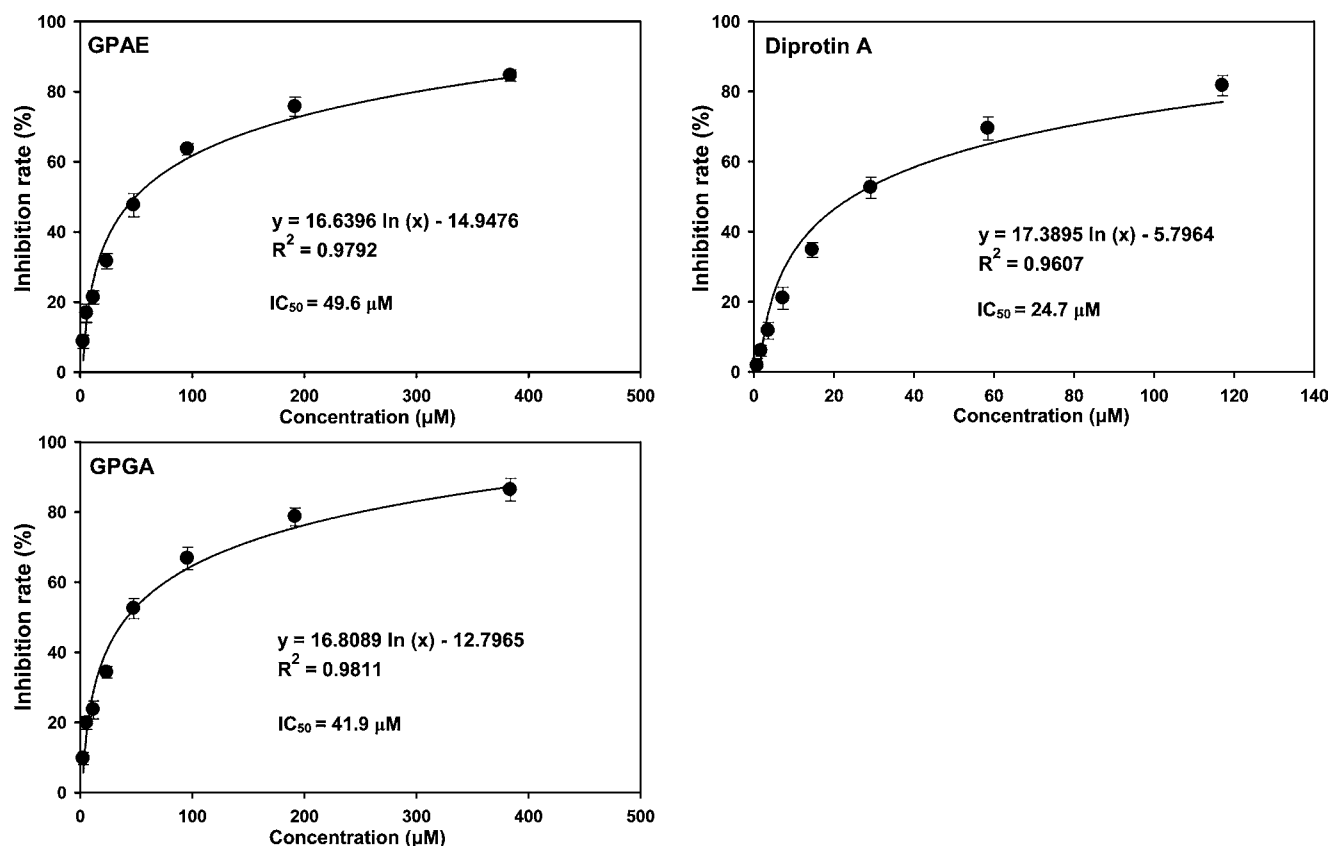 GPAE
Inhibition rate (%)
100
80
60
40
20
0
y = 16.6396 ln (x) - 14.9476
R² = 0.9792
IC₅₀ = 49.6 μM
0 100 200 300 400 500
Concentration (μM)
Diprotin A
Inhibition rate (%)
100
80
60
40
20
0
y = 17.3895 ln (x) - 5.7964
R² = 0.9607
IC₅₀ = 24.7 μM
0 20 40 60 80 100 120 140
Concentration (μM)
GPGA
Inhibition rate (%)
100
80
60
40
20
0
y = 16.8089 ln (x) - 12.7965
R² = 0.9811
IC₅₀ = 41.9 μM
0 100 200 300 400 500
Concentration (μM)